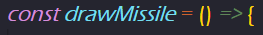 const drawMissile = () => {